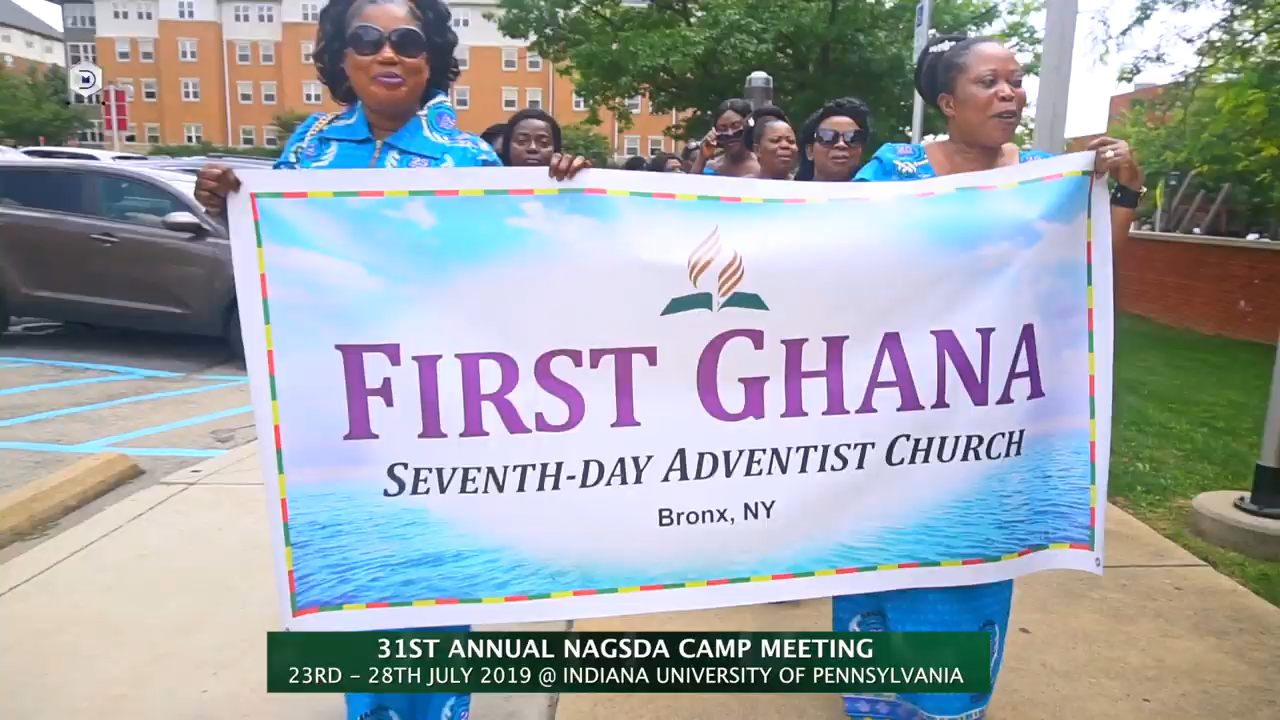 FIRST GHANA
SEVENTH-DAY ADVENTIST CHURCH
Bronx, NY
31ST ANNUAL NAGSDA CAMP MEETING
23RD – 28TH JULY 2019 @ INDIANA UNIVERSITY OF PENNSYLVANIA